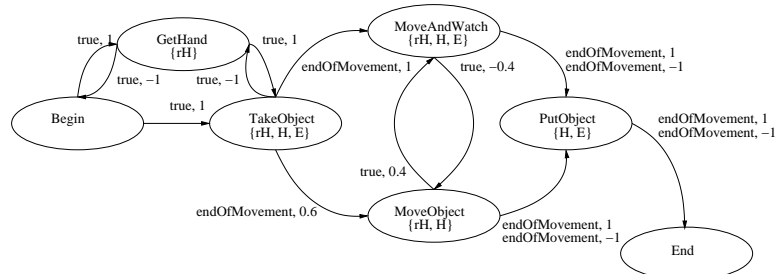 true, 1
GetHand
{rH}
true, 1
true, −1
true, −1
MoveAndWatch
{rH, H, E}
endOfMovement, 1
true, −0.4
endOfMovement, 1
endOfMovement, −1
Begin
true, 1
TakeObject
{rH, H, E}
PutObject
{H, E}
endOfMovement, 1
endOfMovement, −1
true, 0.4
endOfMovement, 0.6
MoveObject
{rH, H}
endOfMovement, 1
endOfMovement, −1
End